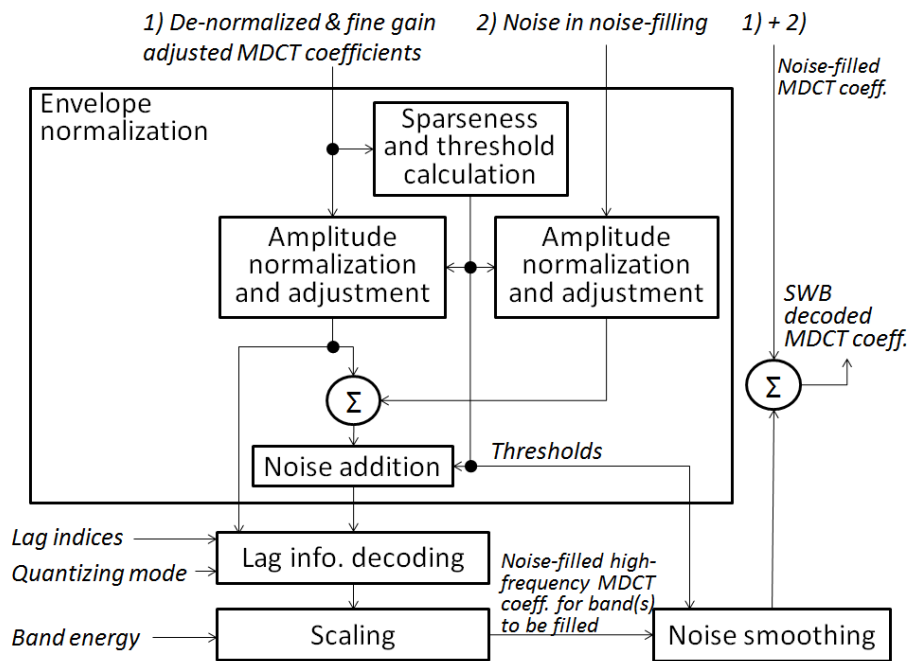 1) De-normalized & fine gain
adjusted MDCT coefficients
2) Noise in noise-filling
1) + 2)
Noise-filled
MDCT coeff.
Envelope
normalization
Sparseness
and threshold
calculation
Amplitude
normalization
and adjustment
Amplitude
normalization
and adjustment
SWB
decoded
MDCT coeff.
Σ
Σ
Noise addition
Thresholds
Lag indices
Quantizing mode
Lag info. decoding
Noise-filled high-
frequency MDCT
coeff. for band(s)
to be filled
Band energy
Scaling
Noise smoothing